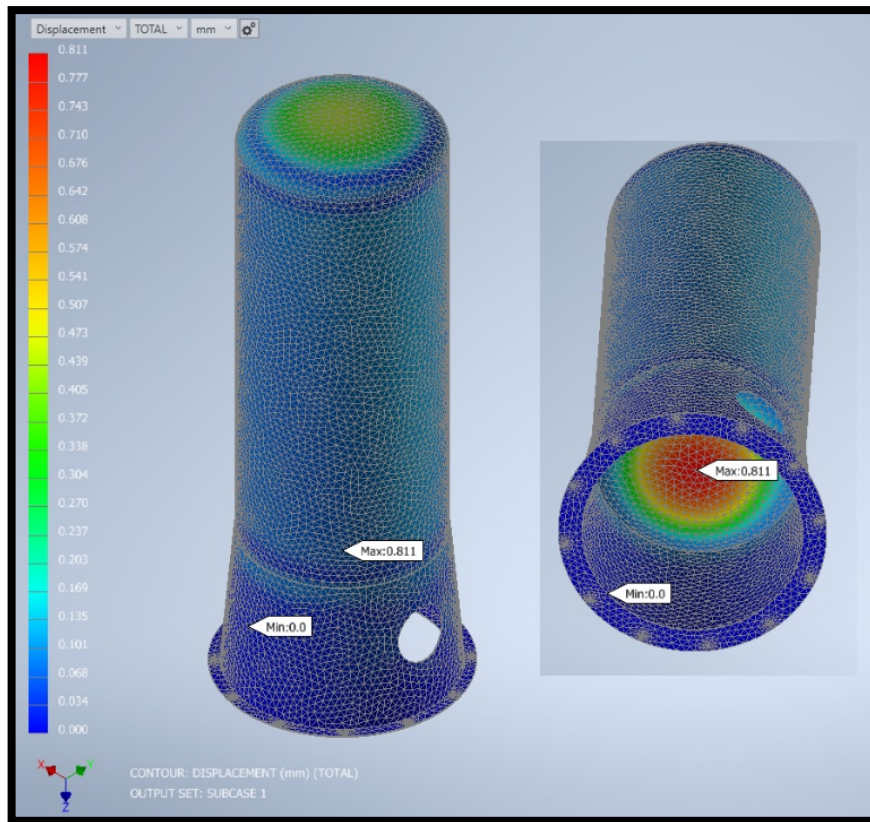 Displacement TOTAL mm
0.811
0.777
0.743
0.710
0.676
0.642
0.608
0.574
0.541
0.507
0.473
0.439
0.405
0.372
0.338
0.304
0.270
0.237
0.203
0.169
0.135
0.101
0.068
0.034
0.000
Max:0.811
Min:0.0
Max:0.811
Min:0.0
X Y
Z
CONTOUR: DISPLACEMENT (mm) (TOTAL)
OUTPUT SET: SUBCASE 1